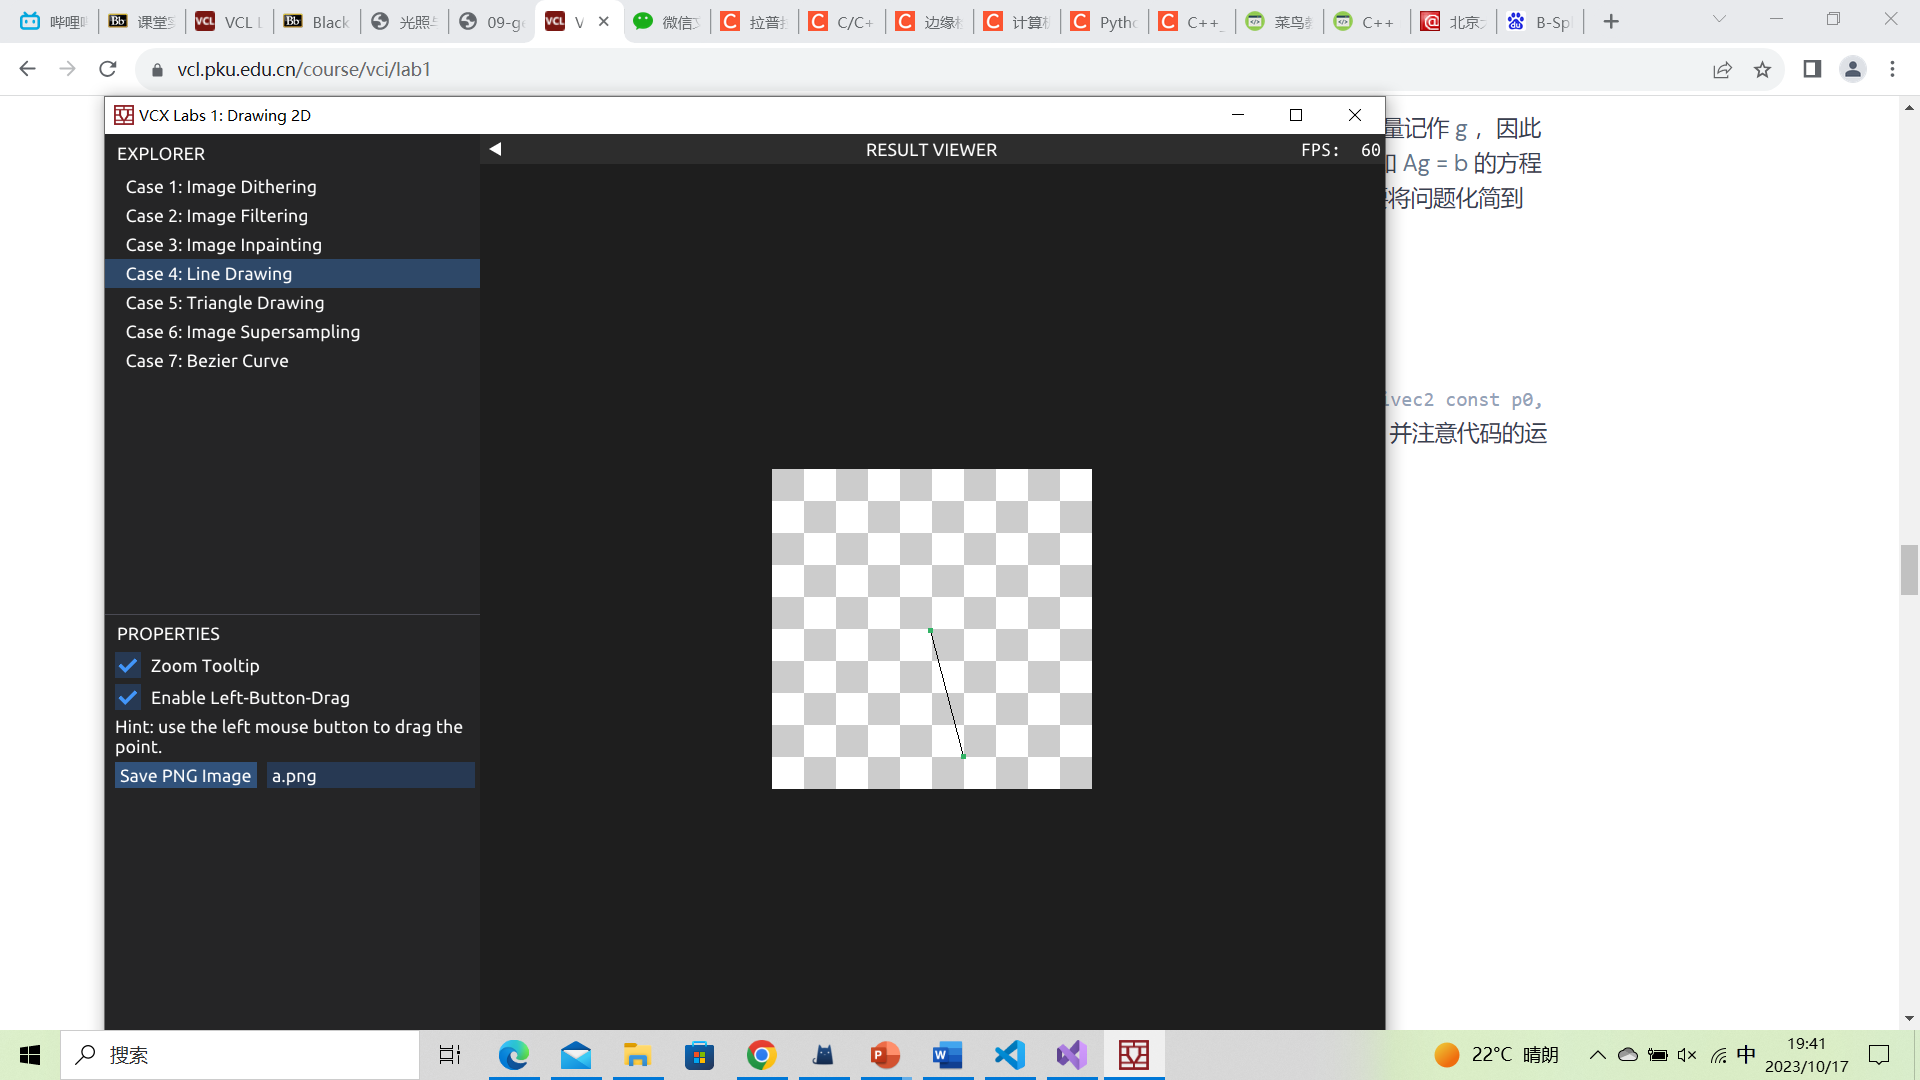 哔哩
课堂
VCL
Black
光照
09-g
微信
拉普
C/C+
边缘
计算
Pytho
C++_
菜鸟
C++
北京
B-Sp
vcl.pku.edu.cn/course/vci/lab1
VCX Labs 1: Drawing 2D
EXPLORER
RESULT VIEWER
FPS: 60
Case 1: Image Dithering
Case 2: Image Filtering
Case 3: Image Inpainting
Case 4: Line Drawing
Case 5: Triangle Drawing
Case 6: Image Supersampling
Case 7: Bezier Curve
PROPERTIES
Zoom Tooltip
Enable Left-Button-Drag
Hint: use the left mouse button to drag the
point.
Save PNG Image a.png
量记作 g ，因此
Ag = b 的方程
将问题化简到
ivec2 const p0,
并注意代码的运
搜索
22°C 晴朗
中
19:41
2023/10/17